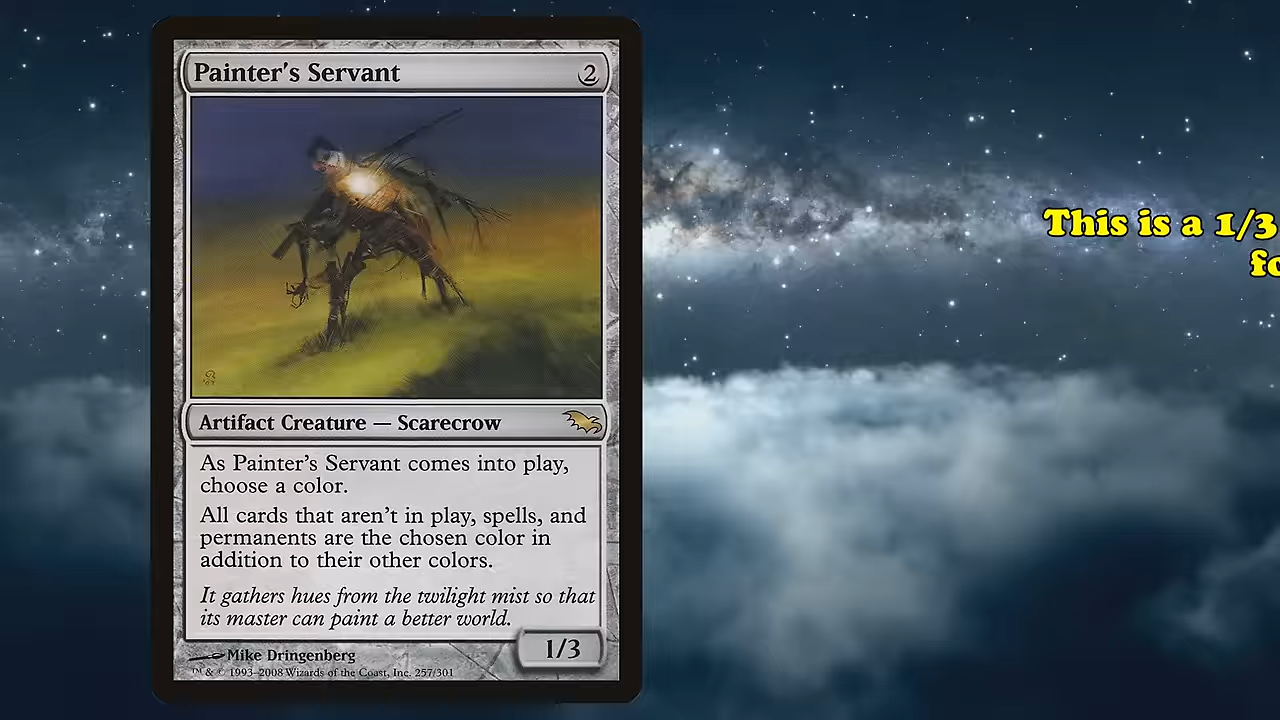 Painter's Servant 2
Artifact Creature — Scarecrow
As Painter's Servant comes into play,
choose a color.
All cards that aren't in play, spells, and
permanents are the chosen color in
addition to their other colors.
It gathers hues from the twilight mist so that
its master can paint a better world.
1/3
Mike Dringenberg
™ & © 1993–2008 Wizards of the Coast, Inc. 257/301
This is a 1/3
fo